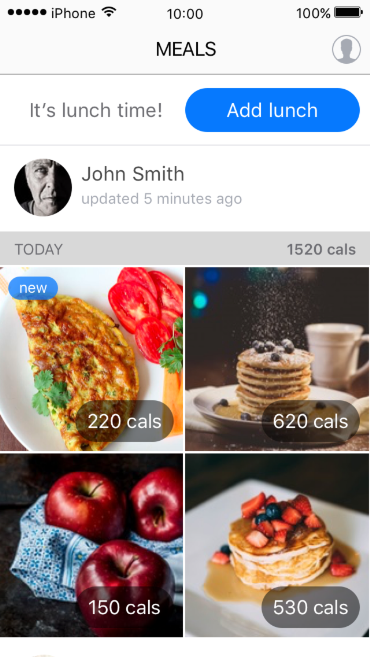 iPhone 10:00 100%
MEALS
It's lunch time! Add lunch
John Smith
updated 5 minutes ago
TODAY 1520 cals
new
220 cals 620 cals
150 cals 530 cals